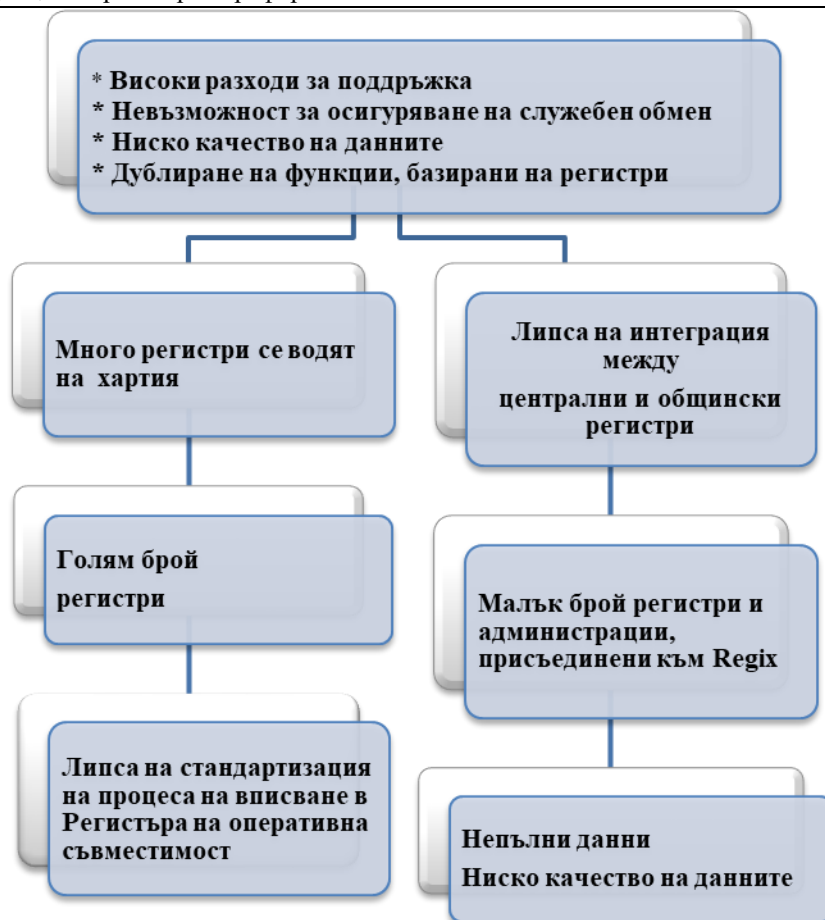 * Високи разходи за поддръжка
* Невъзможност за осигуряване на служебен обмен
* Ниско качество на данните
* Дублиране на функции, базирани на регистри
Много регистри се водят
на хартия
Голям брой
регистри
Липса на стандартизация
на процеса на вписване в
Регистъра на оперативна
съвместимост
Липса на интеграция
между
централни и общински
регистри
Малък брой регистри и
администрации,
присъединени към Regix
Непълни данни
Ниско качество на данните